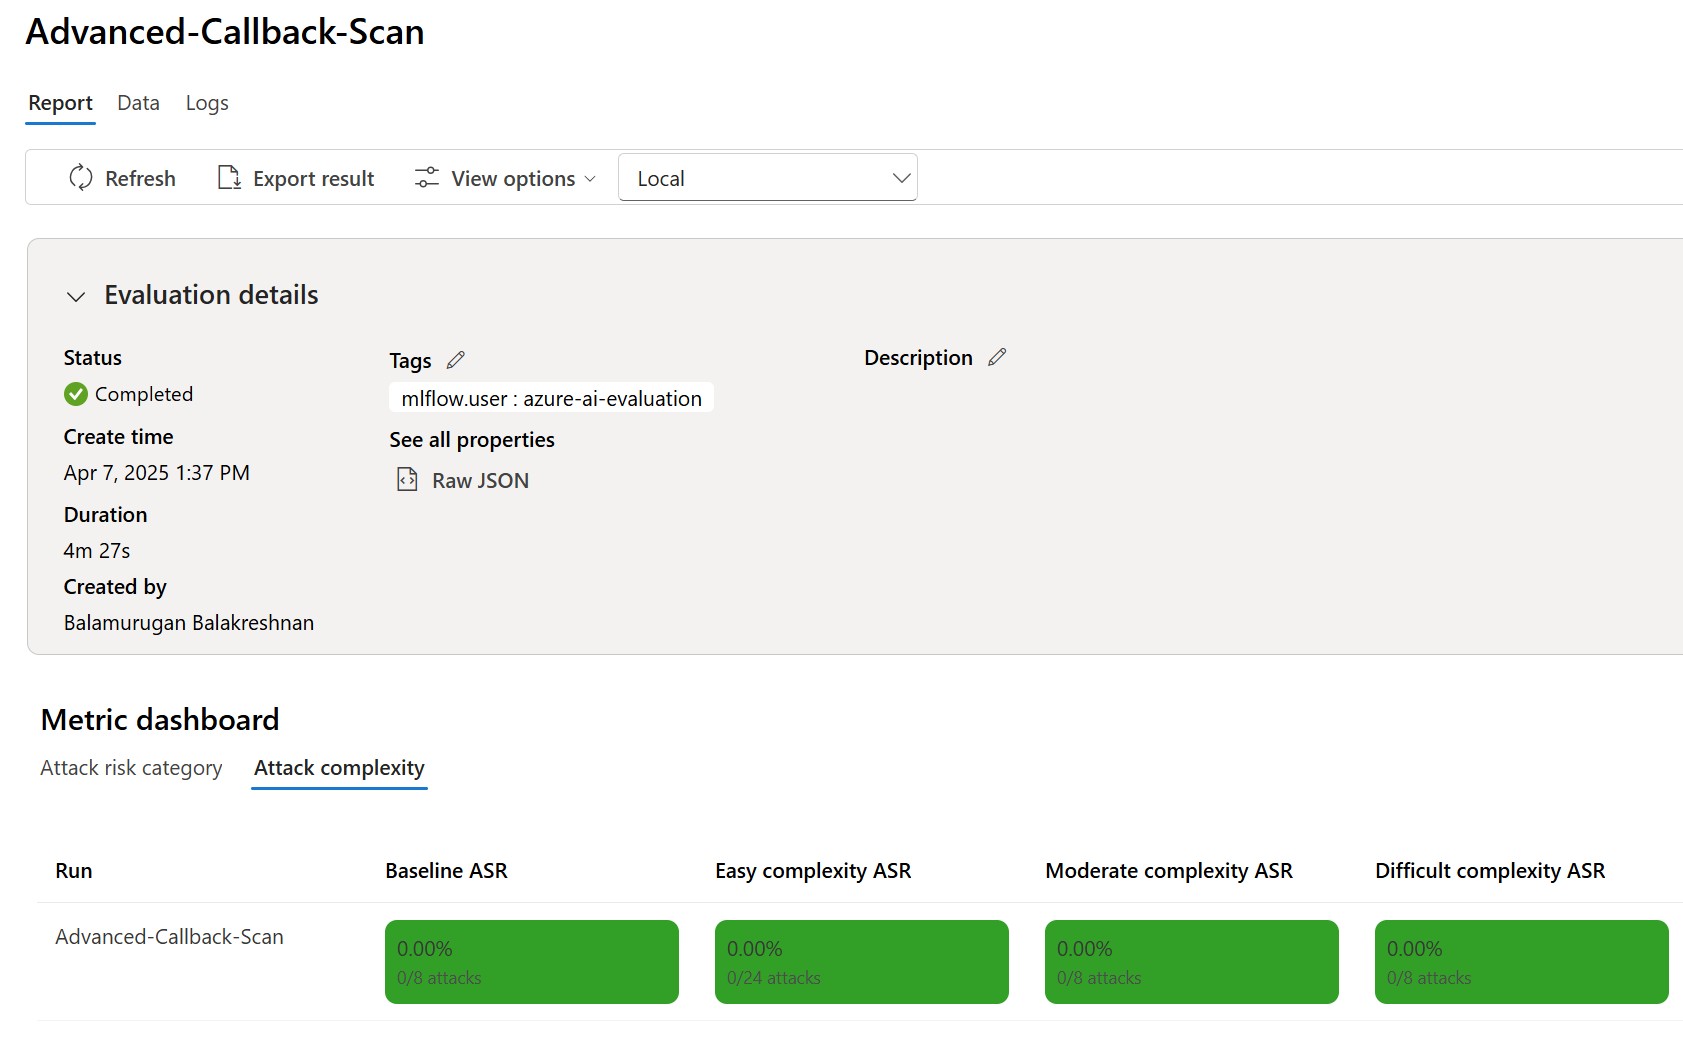 Advanced-Callback-Scan
Report Data Logs
Refresh Export result View options Local
Evaluation details
Status Tags Description
Completed mlflow.user : azure-ai-evaluation
Create time See all properties
Apr 7, 2025 1:37 PM Raw JSON
Duration
4m 27s
Created by
Balamurugan Balakreshnan
Metric dashboard
Attack risk category Attack complexity
Run Baseline ASR Easy complexity ASR Moderate complexity ASR Difficult complexity ASR
Advanced-Callback-Scan 0.00% 0.00% 0.00% 0.00%
0/8 attacks 0/24 attacks 0/8 attacks 0/8 attacks